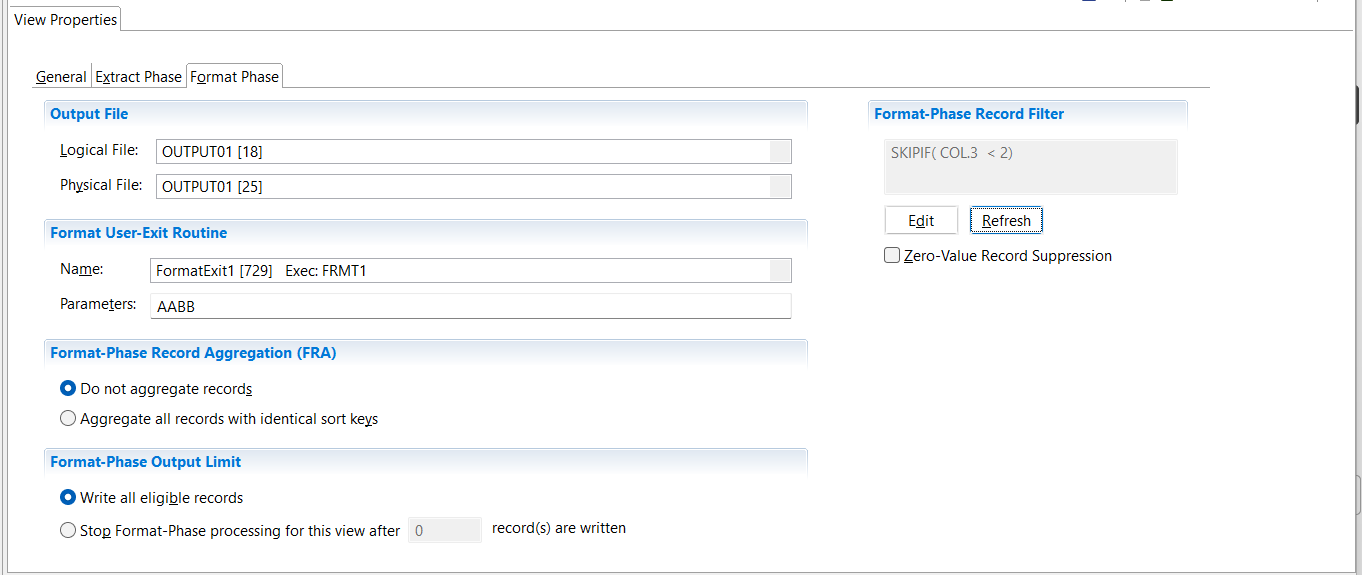 View Properties
General
Extract Phase
Format Phase
Output File
Logical File:
OUTPUT01 [18]
Physical File:
OUTPUT01 [25]
Format User-Exit Routine
Name:
FormatExit1 [729]   Exec: FRMT1
Parameters:
AABB
Format-Phase Record Aggregation (FRA)
Do not aggregate records
Aggregate all records with identical sort keys
Format-Phase Output Limit
Write all eligible records
Stop Format-Phase processing for this view after 0 record(s) are written
Format-Phase Record Filter
SKIPIF( COL.3  < 2)
Edit
Refresh
Zero-Value Record Suppression